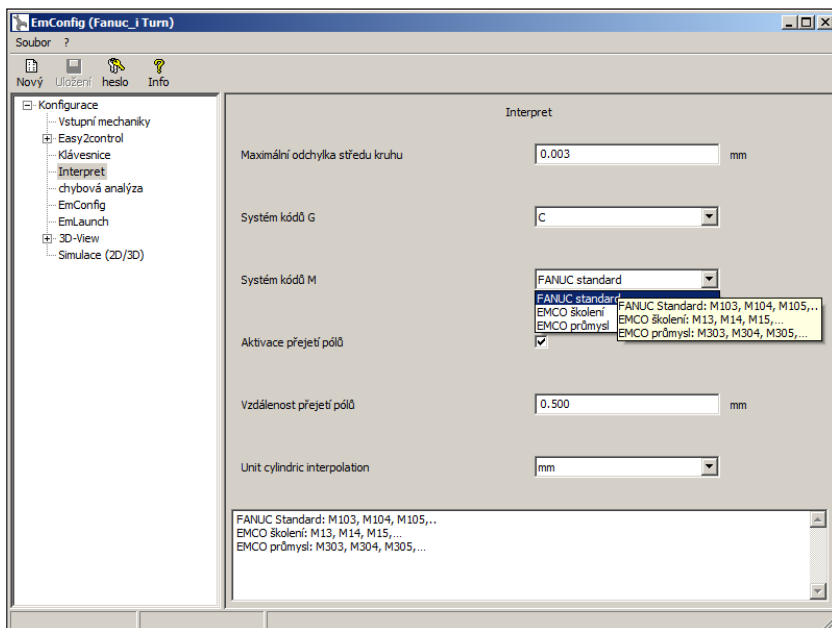 EmConfig (Fanuc_i Turn)
Soubor ?
Nový Uložení heslo Info
Konfigurace
Vstupní mechaniky
Easy2control
Klávesnice
Interpret
chybová analýza
EmConfig
EmLaunch
3D-View
Simulace (2D/3D)
Interpret
Maximální odchylka středu kruhu 0.003 mm
Systém kódů G C
Systém kódů M FANUC standard
FANUC standard
EMCO školení
EMCO průmysl
FANUC Standard: M103, M104, M105,..
EMCO školení: M13, M14, M15,...
EMCO průmysl: M303, M304, M305,...
Aktivace přejetí pólů
Vzdálenost přejetí pólů 0.500 mm
Unit cylindric interpolation mm
FANUC Standard: M103, M104, M105,..
EMCO školení: M13, M14, M15,...
EMCO průmysl: M303, M304, M305,...